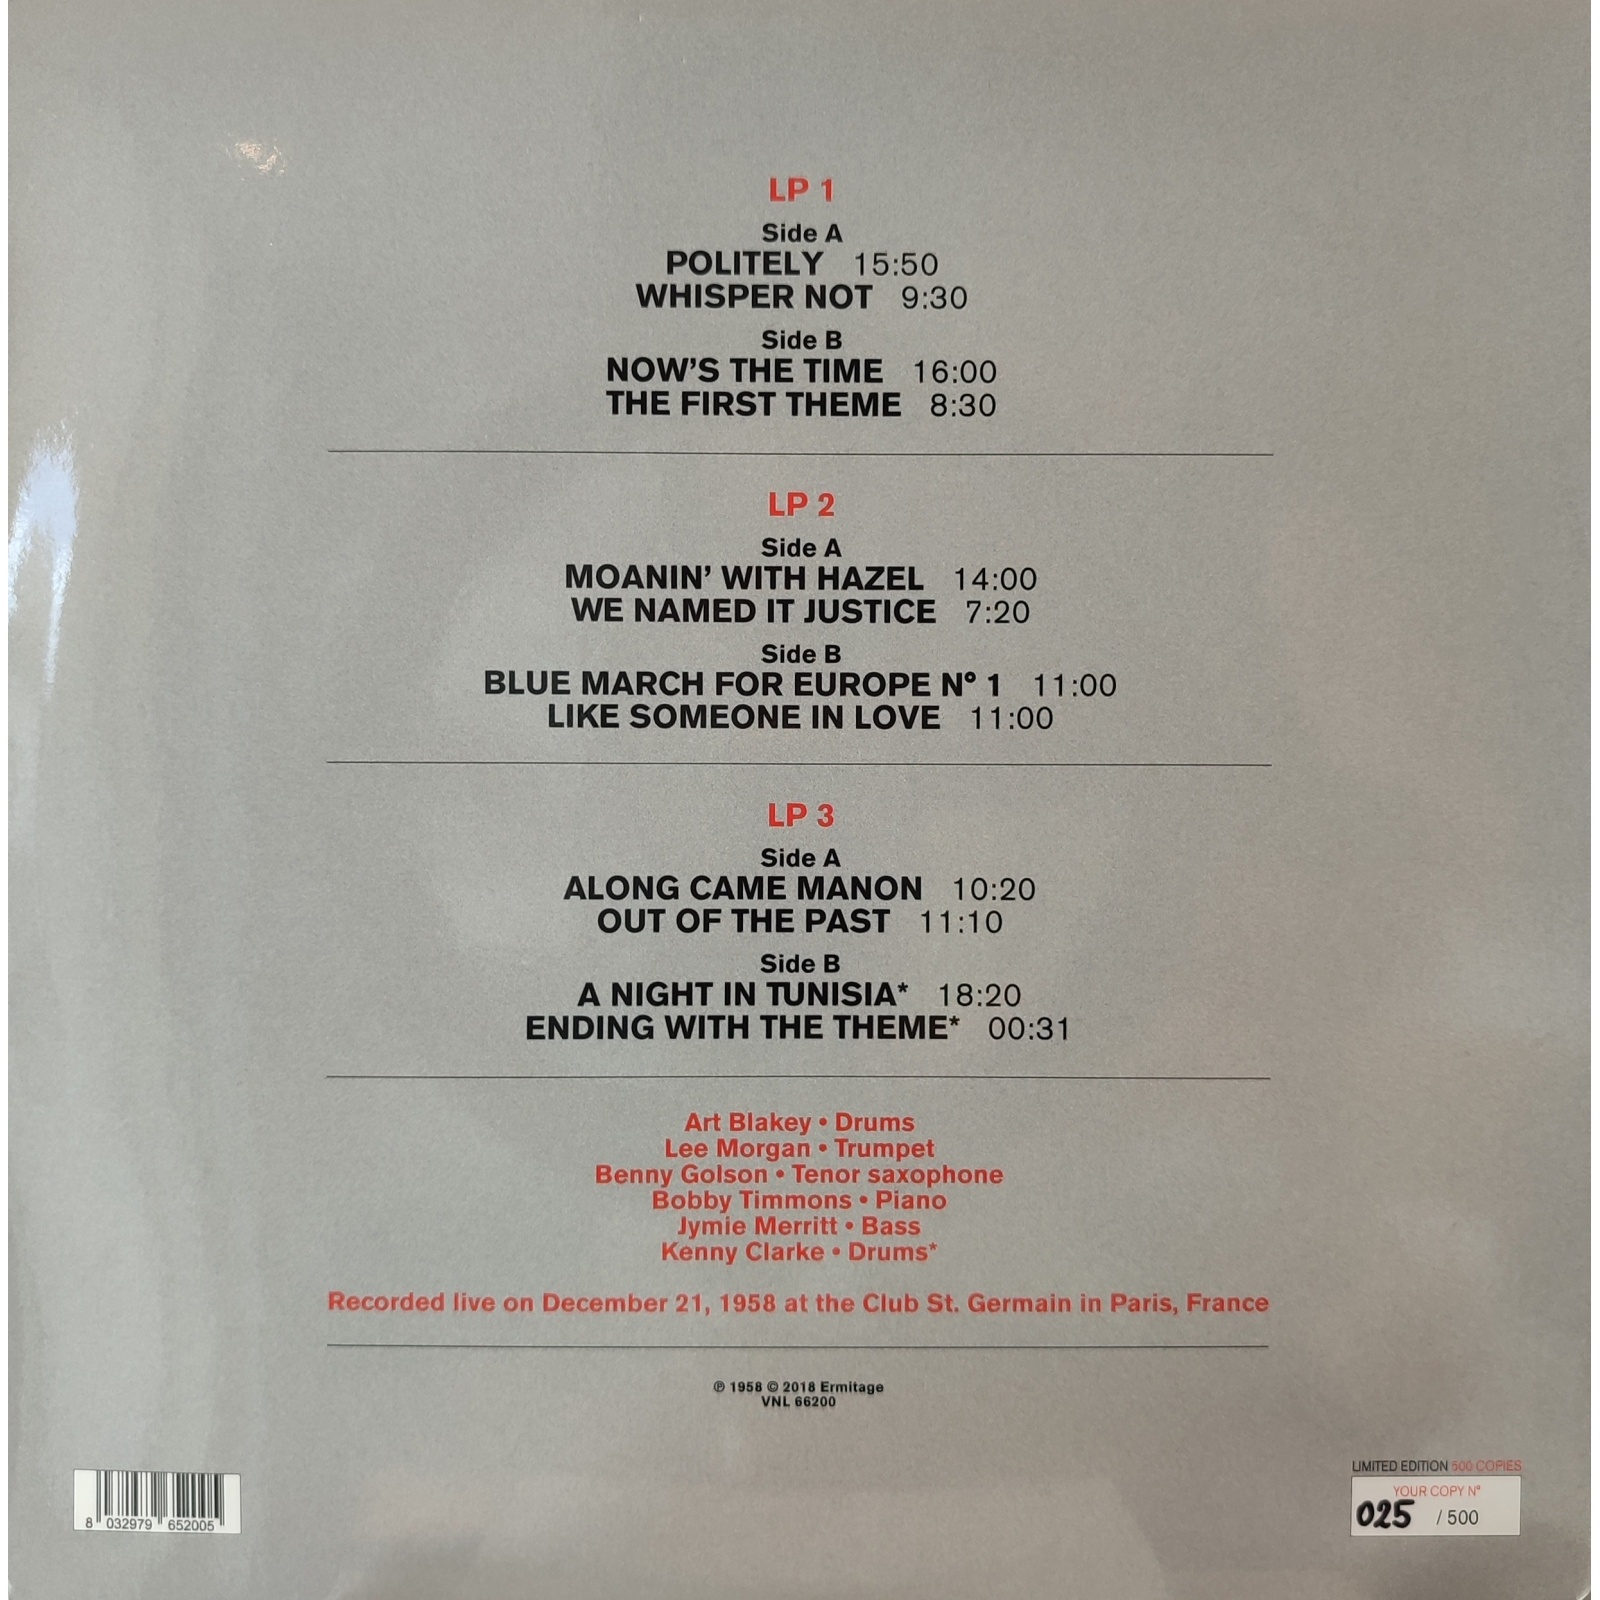 LP 1
Side A
POLITELY 15:50
WHISPER NOT 9:30
Side B
NOW'S THE TIME 16:00
THE FIRST THEME 8:30
LP 2
Side A
MOANIN' WITH HAZEL 14:00
WE NAMED IT JUSTICE 7:20
Side B
BLUE MARCH FOR EUROPE Nº 1 11:00
LIKE SOMEONE IN LOVE 11:00
LP 3
Side A
ALONG CAME MANON 10:20
OUT OF THE PAST 11:10
Side B
A NIGHT IN TUNISIA* 18:20
ENDING WITH THE THEME* 00:31
Art Blakey • Drums
Lee Morgan • Trumpet
Benny Golson • Tenor saxophone
Bobby Timmons • Piano
Jymie Merritt • Bass
Kenny Clarke • Drums*
Recorded live on December 21, 1958 at the Club St. Germain in Paris, France
℗ 1958 © 2018 Ermitage
VNL 66200
8 032979 652005
LIMITED EDITION 500 COPIES
YOUR COPY Nº
025 / 500